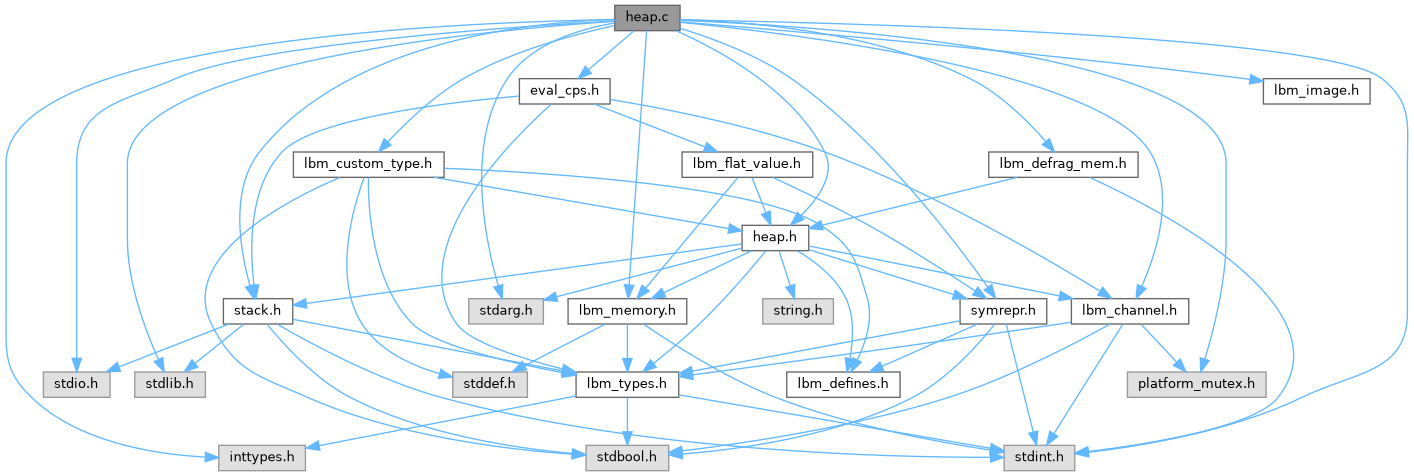 heap.c
eval_cps.h
lbm_image.h
lbm_custom_type.h
lbm_flat_value.h
lbm_defrag_mem.h
heap.h
stack.h
stdarg.h
lbm_memory.h
string.h
symrepr.h
lbm_channel.h
stdio.h
stdlib.h
stddef.h
lbm_types.h
lbm_defines.h
platform_mutex.h
inttypes.h
stdbool.h
stdint.h